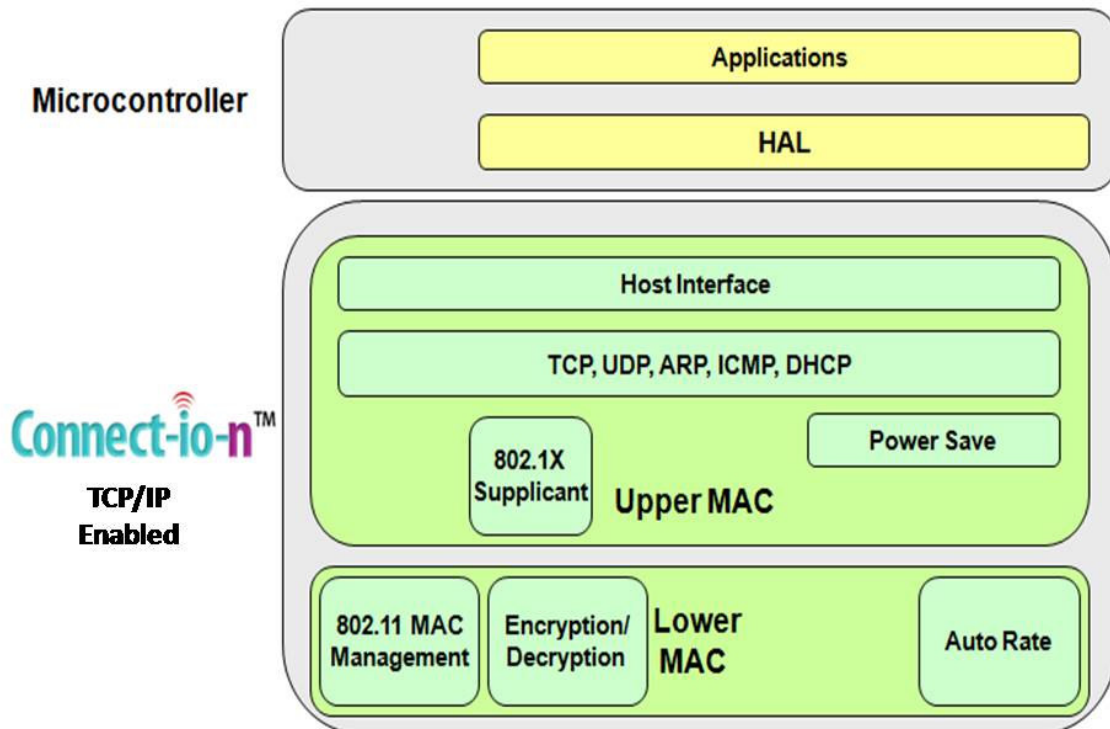 Microcontroller
Applications
HAL
Host Interface
TCP, UDP, ARP, ICMP, DHCP
Connect-io-n™
TCP/IP
Enabled
802.1X
Supplicant
Power Save
Upper MAC
802.11 MAC
Management
Encryption/
Decryption
Lower
MAC
Auto Rate